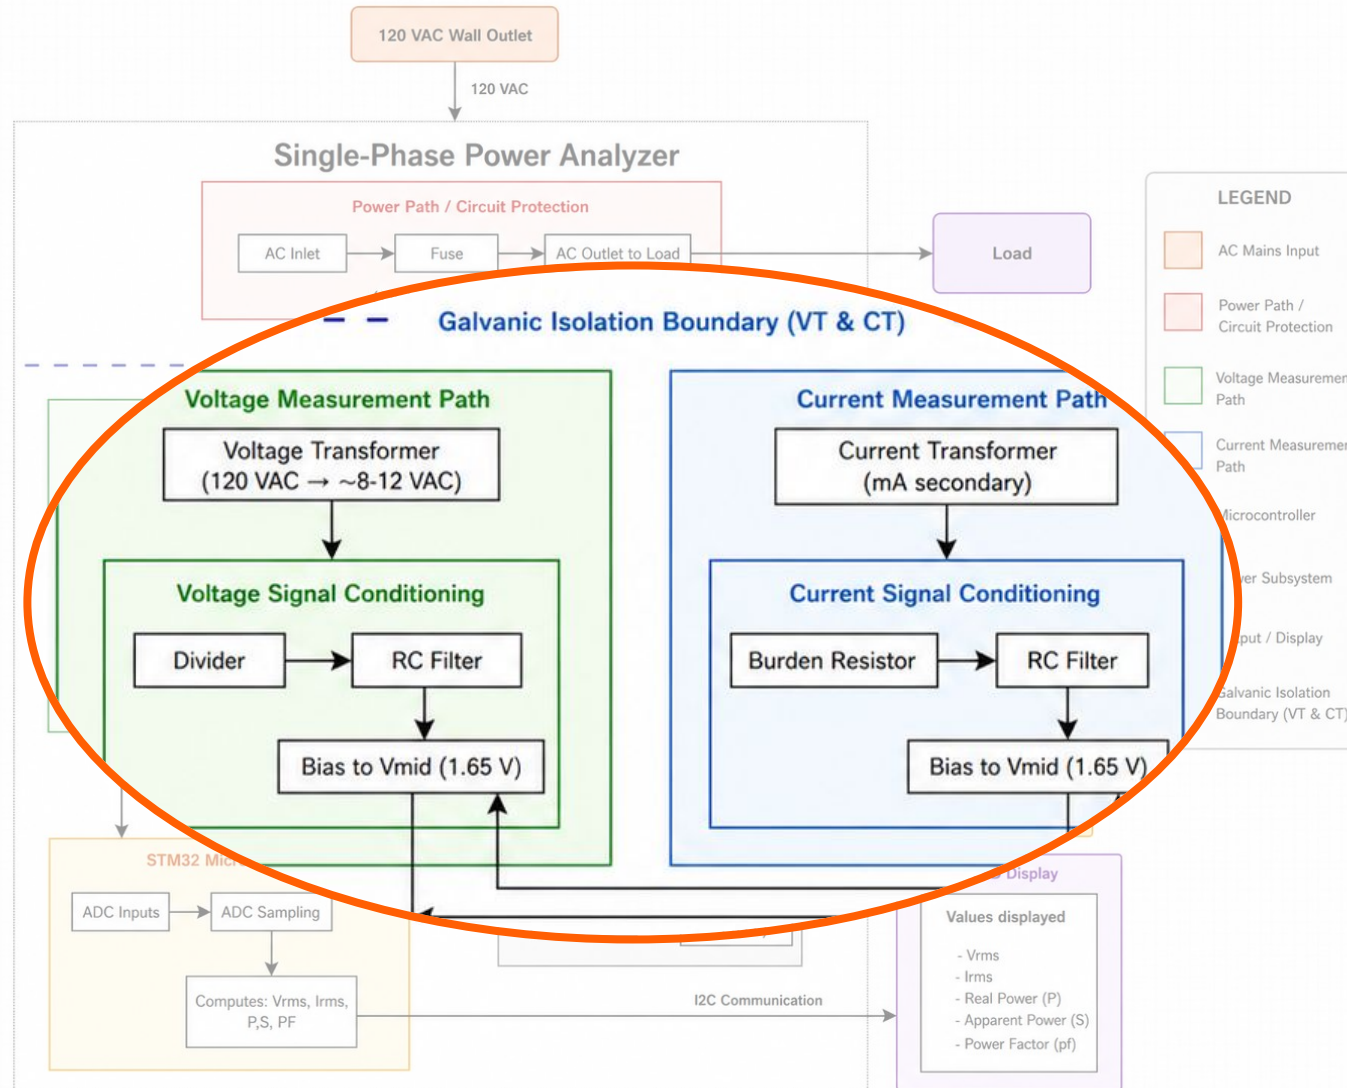 120 VAC Wall Outlet
120 VAC
Single-Phase Power Analyzer
Power Path / Circuit Protection
AC Inlet
Fuse
AC Outlet to Load
Load
Galvanic Isolation Boundary (VT & CT)
Voltage Measurement Path
Voltage Transformer
(120 VAC → ~8-12 VAC)
Voltage Signal Conditioning
Divider
RC Filter
Bias to Vmid (1.65 V)
Current Measurement Path
Current Transformer
(mA secondary)
Current Signal Conditioning
Burden Resistor
RC Filter
Bias to Vmid (1.65 V)
STM32
ADC Inputs
ADC Sampling
Computes: Vrms, Irms,
P,S, PF
I2C Communication
Display
Values displayed
- Vrms
- Irms
- Real Power (P)
- Apparent Power (S)
- Power Factor (pf)
LEGEND
AC Mains Input
Power Path /
Circuit Protection
Voltage
Path
Current
Path
Microcontroller
Subsystem
/ Display
Galvanic Isolation
Boundary (VT & CT)